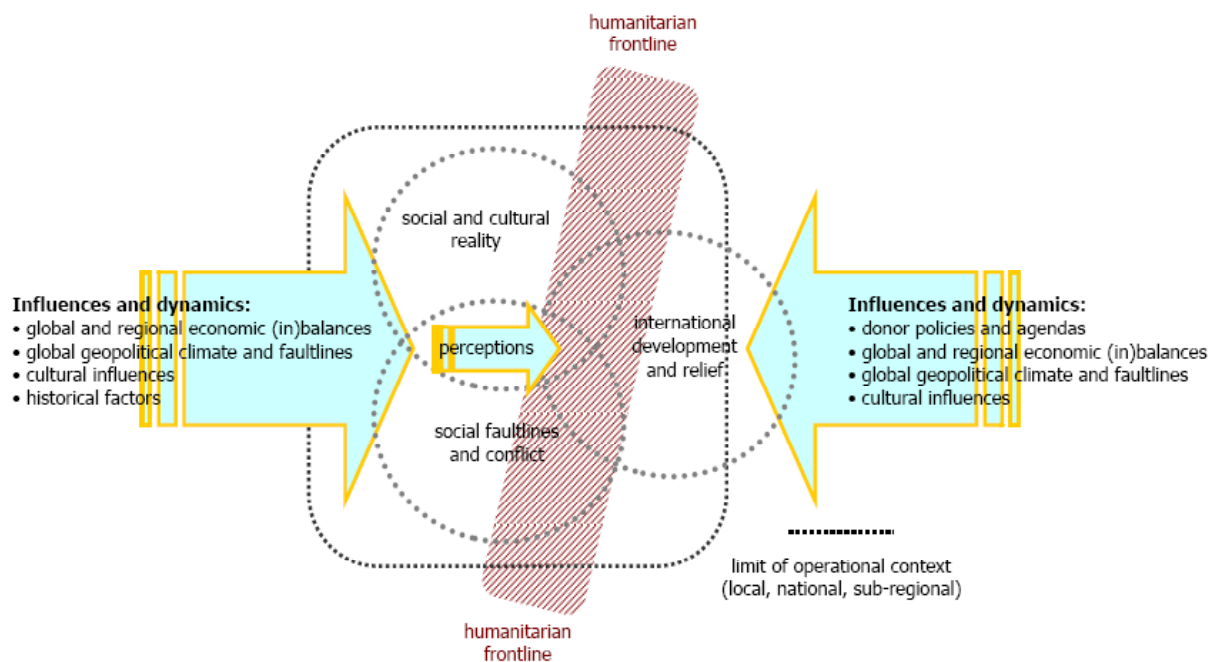 humanitarian
frontline
social and cultural
reality
Influences and dynamics:
• global and regional economic (in)balances
• global geopolitical climate and faultlines
• cultural influences
• historical factors
perceptions
international
development
and relief
Influences and dynamics:
• donor policies and agendas
• global and regional economic (in)balances
• global geopolitical climate and faultlines
• cultural influences
social faultlines
and conflict
limit of operational context
(local, national, sub-regional)
humanitarian
frontline